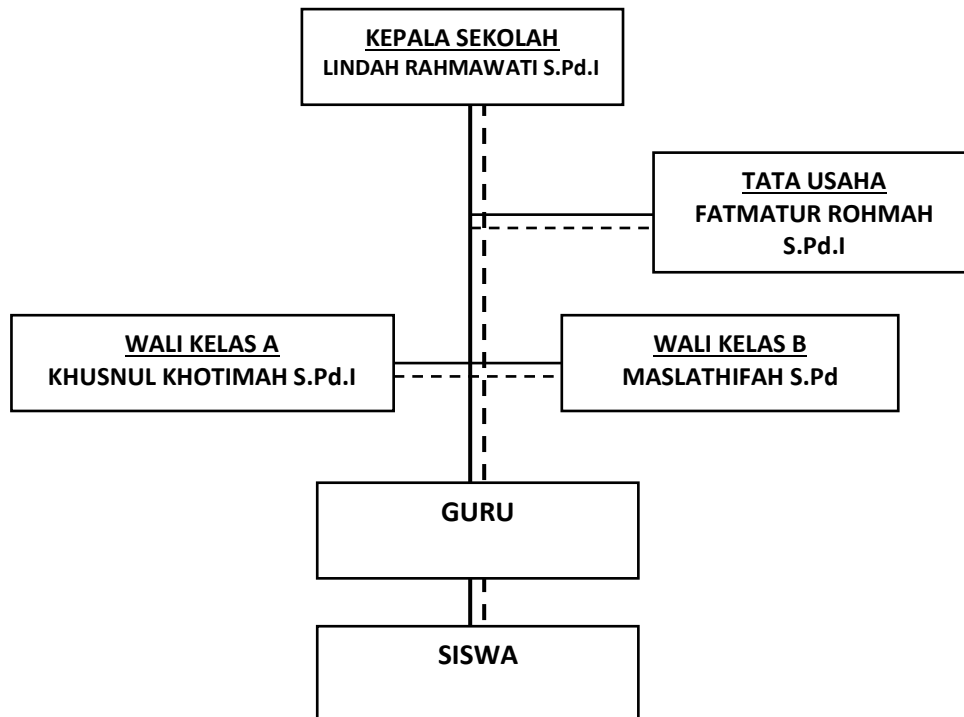 KEPALA SEKOLAH
LINDAH RAHMAWATI S.Pd.I
TATA USAHA
FATMATUR ROHMAH
S.Pd.I
WALI KELAS A
KHUSNUL KHOTIMAH S.Pd.I
WALI KELAS B
MASLATHIFAH S.Pd
GURU
SISWA